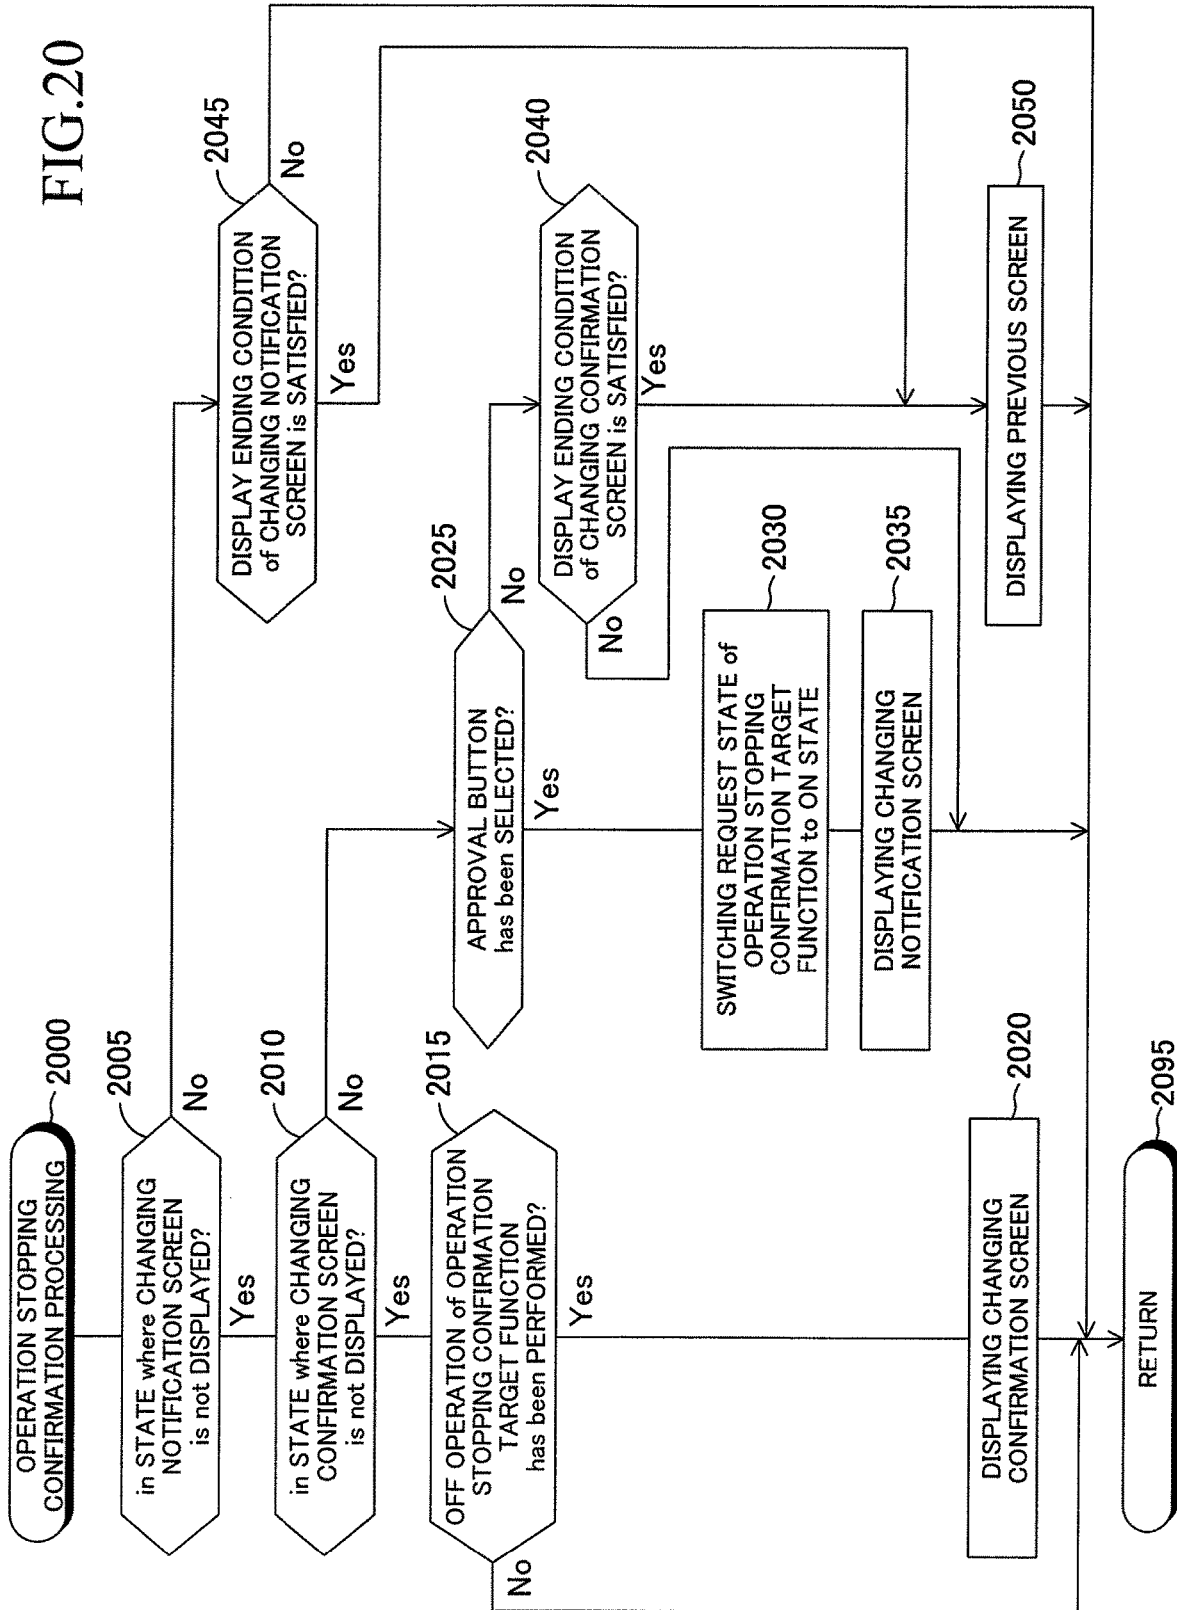 FIG.20
OPERATION STOPPING
CONFIRMATION PROCESSING
2000
in STATE where CHANGING
NOTIFICATION SCREEN
is not DISPLAYED?
2005
No
Yes
in STATE where CHANGING
CONFIRMATION SCREEN
is not DISPLAYED?
2010
No
Yes
OFF OPERATION of OPERATION
STOPPING CONFIRMATION
TARGET FUNCTION
has been PERFORMED?
2015
No
Yes
DISPLAYING CHANGING
CONFIRMATION SCREEN
2020
RETURN
2095
APPROVAL BUTTON
has been SELECTED?
2025
No
Yes
SWITCHING REQUEST STATE of
OPERATION STOPPING
CONFIRMATION TARGET
FUNCTION to ON STATE
2030
DISPLAYING CHANGING
NOTIFICATION SCREEN
2035
DISPLAY ENDING CONDITION
of CHANGING NOTIFICATION
SCREEN is SATISFIED?
2045
No
Yes
DISPLAY ENDING CONDITION
of CHANGING CONFIRMATION
SCREEN is SATISFIED?
2040
No
Yes
DISPLAYING PREVIOUS SCREEN
2050